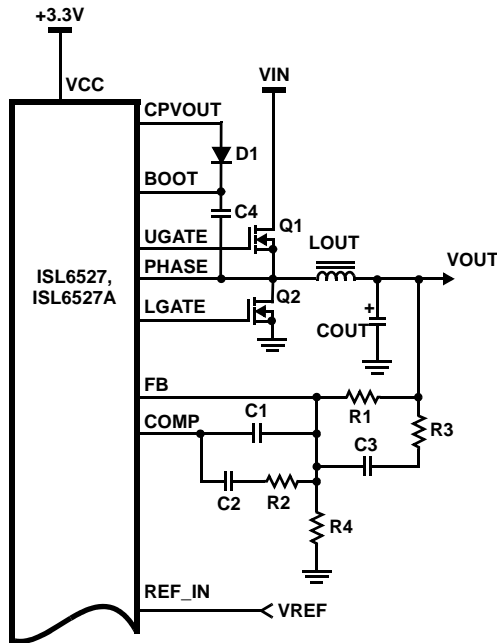 +3.3V
VCC
VIN
CPVOUT
D1
BOOT
C4
Q1
UGATE
LOUT
VOUT
PHASE
ISL6527,
ISL6527A
Q2
LGATE
+
COUT
FB
R1
COMP
C1
R3
C3
C2
R2
R4
REF_IN
VREF